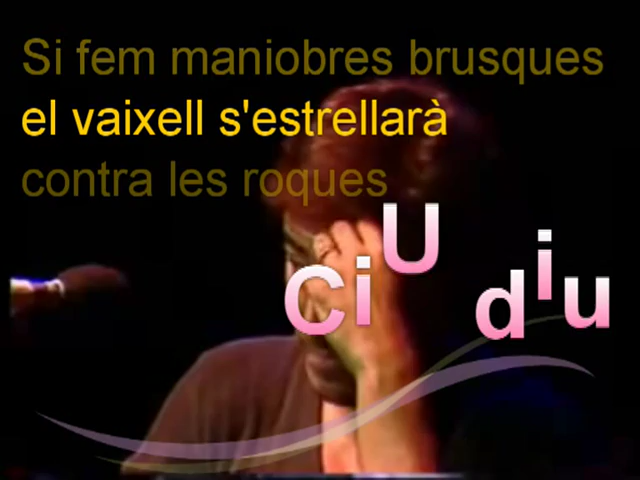 Si fem maniobres brusques
el vaixell s'estrellarà
contra les roques
CiU diu